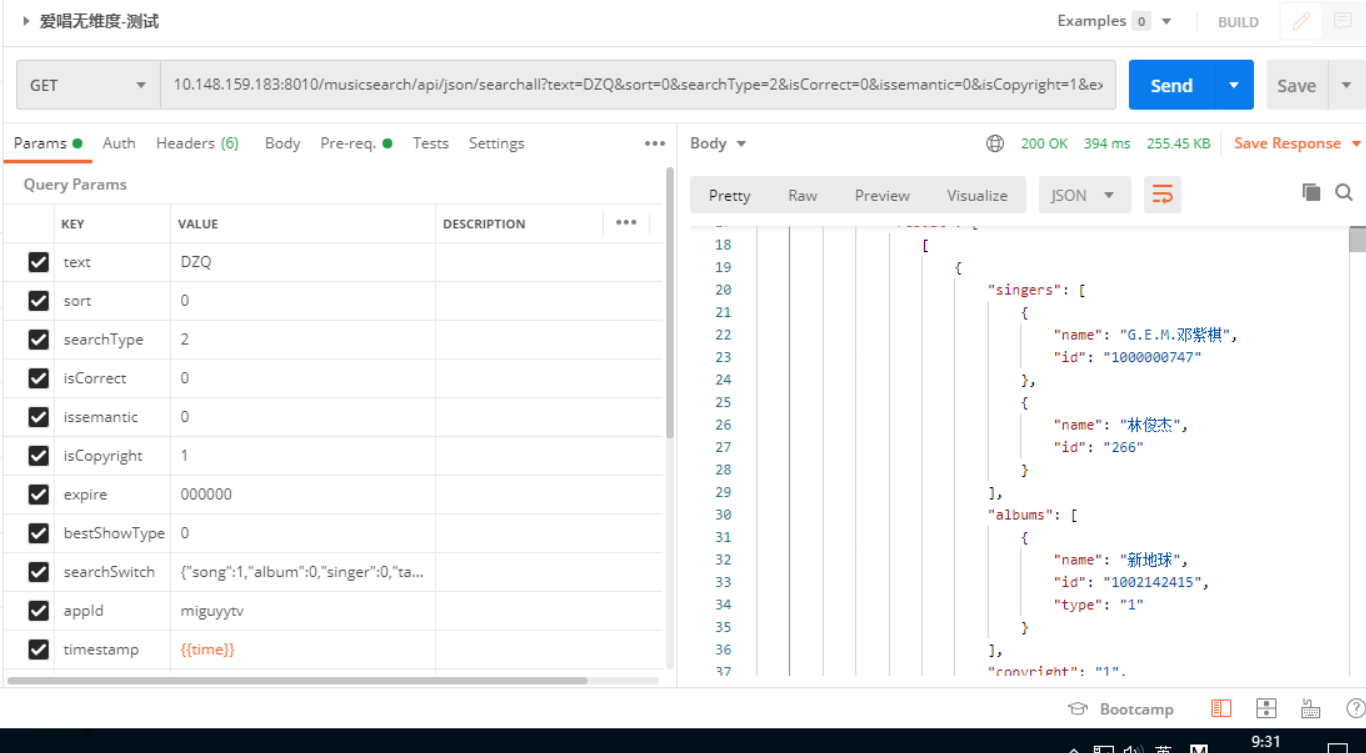 爱唱无维度-测试
Examples 0
BUILD
GET
10.148.159.183:8010/musicsearch/api/json/searchall?text=DZQ&sort=0&searchType=2&isCorrect=0&issemantic=0&isCopyright=1&ex
Send
Save
Params Auth Headers (6) Body Pre-req. Tests Settings
Query Params
KEY VALUE DESCRIPTION
text DZQ
sort 0
searchType 2
isCorrect 0
issemantic 0
isCopyright 1
expire 000000
bestShowType 0
searchSwitch {"song":1,"album":0,"singer":0,"ta...
appId miguyytv
timestamp {{time}}
Body 200 OK 394 ms 255.45 KB Save Response
Pretty Raw Preview Visualize JSON
18 [
19 {
20 "singers": [
21 {
22 "name": "G.E.M.邓紫棋",
23 "id": "1000000747"
24 },
25 {
26 "name": "林俊杰",
27 "id": "266"
28 }
29 ],
30 "albums": [
31 {
32 "name": "新地球",
33 "id": "1002142415",
34 "type": "1"
35 }
36 ],
37 "copyright": "1",
Bootcamp
英 M
9:31